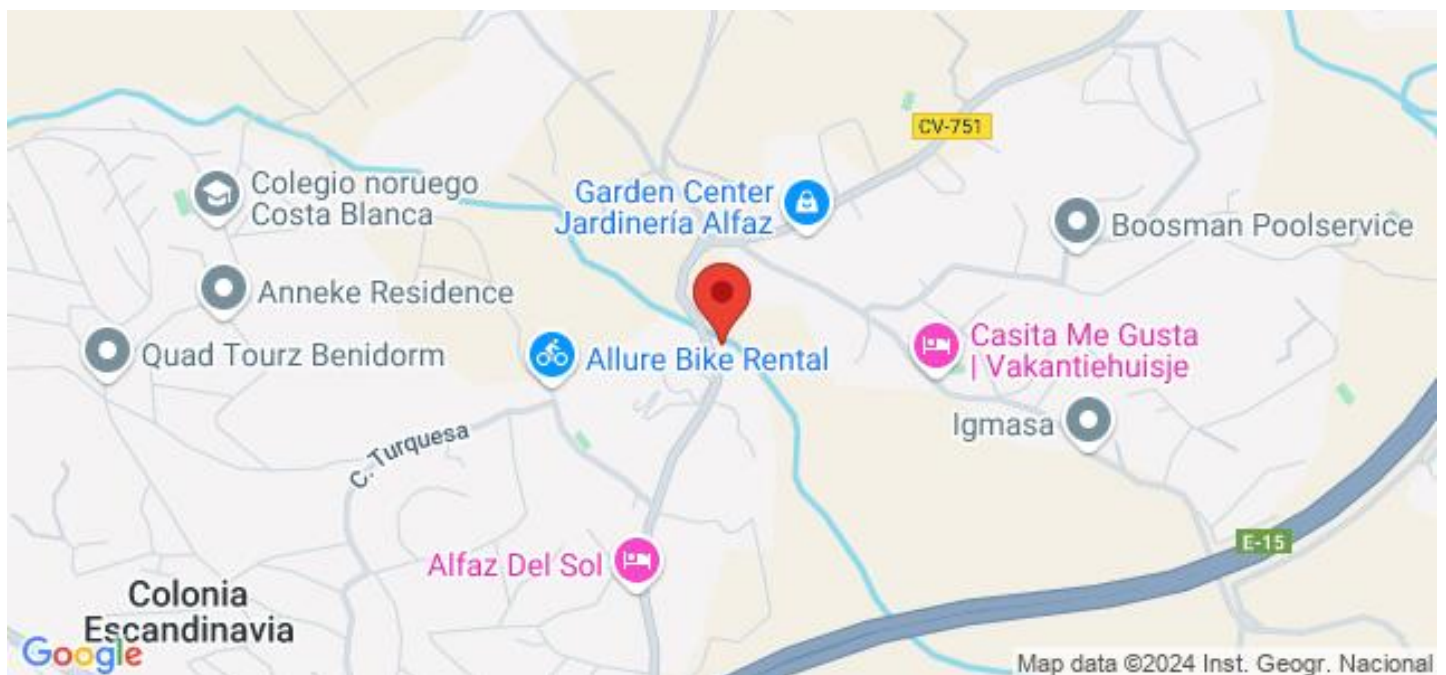 CV-751
Colegio noruego
Costa Blanca
Garden Center
Jardinería Alfaz
Boosman Poolservice
Anneke Residence
Quad Tourz Benidorm
Allure Bike Rental
Casita Me Gusta
| Vakantiehuisje
Igmasa
C. Turquesa
E-15
Alfaz Del Sol
Colonia
Escandinavia
Google
Map data ©2024 Inst. Geogr. Nacional